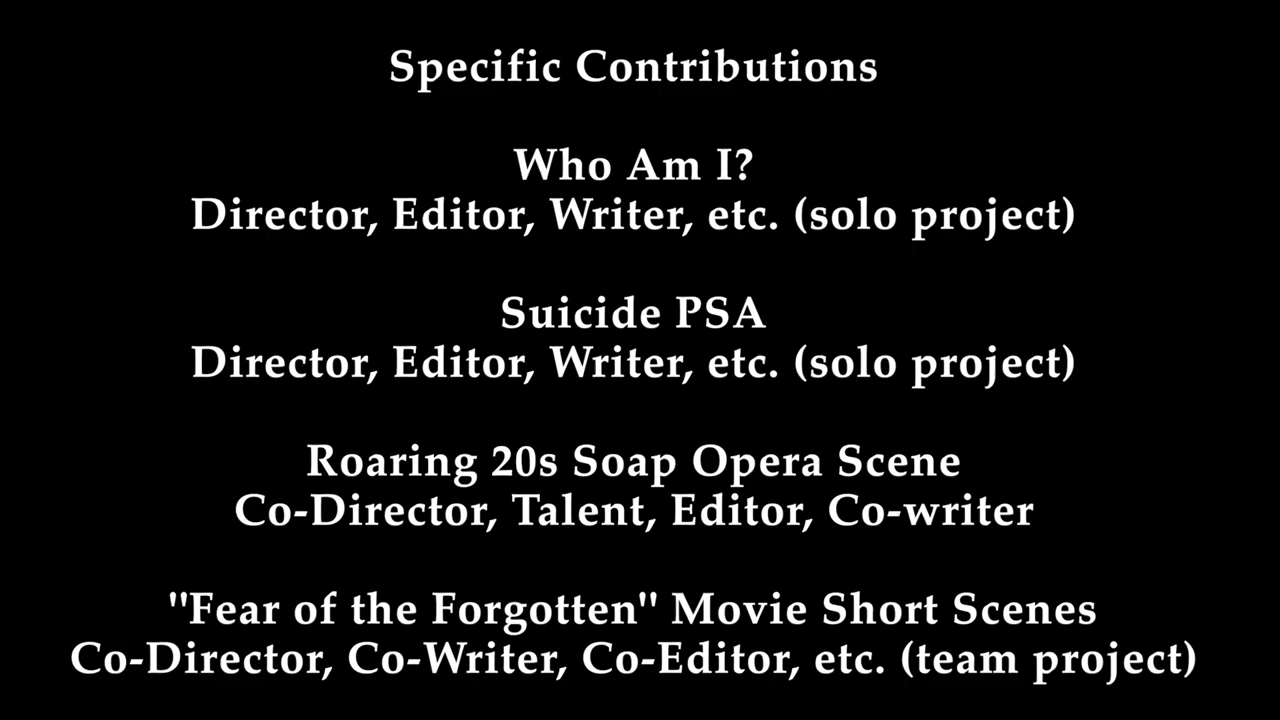 Specific Contributions
Who Am I?
Director, Editor, Writer, etc. (solo project)
Suicide PSA
Director, Editor, Writer, etc. (solo project)
Roaring 20s Soap Opera Scene
Co-Director, Talent, Editor, Co-writer
"Fear of the Forgotten" Movie Short Scenes
Co-Director, Co-Writer, Co-Editor, etc. (team project)